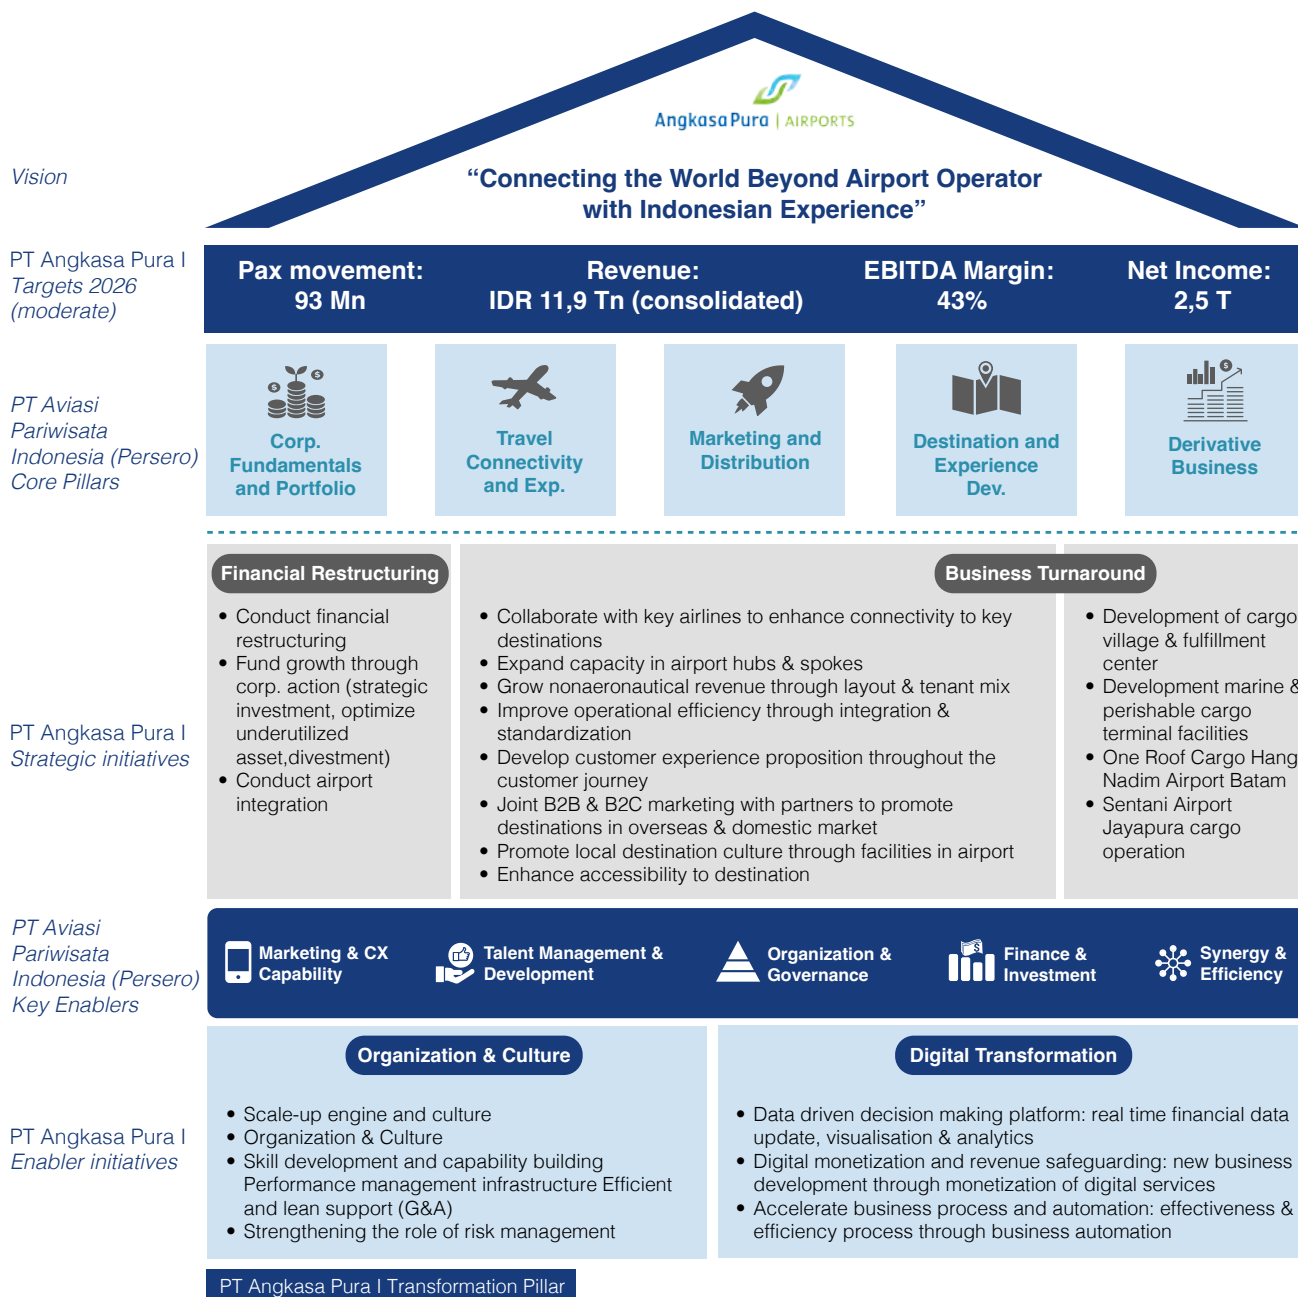 AngkasaPura | AIRPORTS
Vision
“Connecting the World Beyond Airport Operator
with Indonesian Experience”
PT Angkasa Pura I
Targets 2026
(moderate)
Pax movement:
93 Mn
Revenue:
IDR 11,9 Tn (consolidated)
EBITDA Margin:
43%
Net Income:
2,5 T
PT Aviasi
Pariwisata
Indonesia (Persero)
Core Pillars
Corp.
Fundamentals
and Portfolio
Travel
Connectivity
and Exp.
Marketing and
Distribution
Destination and
Experience
Dev.
Derivative
Business
PT Angkasa Pura I
Strategic initiatives
Financial Restructuring
• Conduct financial
restructuring
• Fund growth through
corp. action (strategic
investment, optimize
underutilized
asset,divestment)
• Conduct airport
integration
Business Turnaround
• Collaborate with key airlines to enhance connectivity to key
destinations
• Expand capacity in airport hubs & spokes
• Grow nonaeronautical revenue through layout & tenant mix
• Improve operational efficiency through integration &
standardization
• Develop customer experience proposition throughout the
customer journey
• Joint B2B & B2C marketing with partners to promote
destinations in overseas & domestic market
• Promote local destination culture through facilities in airport
• Enhance accessibility to destination
• Development of cargo
village & fulfillment
center
• Development marine &
perishable cargo
terminal facilities
• One Roof Cargo Hang
Nadim Airport Batam
• Sentani Airport
Jayapura cargo
operation
PT Aviasi
Pariwisata
Indonesia (Persero)
Key Enablers
Marketing & CX
Capability
Talent Management &
Development
Organization &
Governance
Finance &
Investment
Synergy &
Efficiency
PT Angkasa Pura I
Enabler initiatives
Organization & Culture
• Scale-up engine and culture
• Organization & Culture
• Skill development and capability building
Performance management infrastructure Efficient
and lean support (G&A)
• Strengthening the role of risk management
Digital Transformation
• Data driven decision making platform: real time financial data
update, visualisation & analytics
• Digital monetization and revenue safeguarding: new business
development through monetization of digital services
• Accelerate business process and automation: effectiveness &
efficiency process through business automation
PT Angkasa Pura I Transformation Pillar